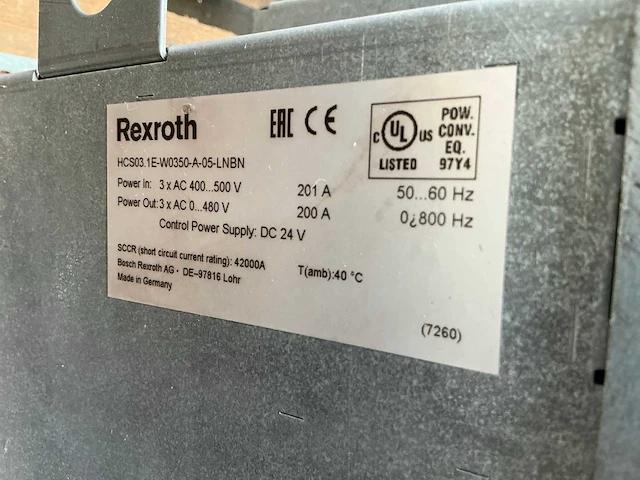 Rexroth
EAC CE
c UL us LISTED
POW. CONV. EQ. 97Y4
HCS03.1E-W0350-A-05-LNBN
Power In: 3 x AC 400...500 V 201 A 50...60 Hz
Power Out: 3 x AC 0...480 V 200 A 0¿800 Hz
Control Power Supply: DC 24 V
SCCR (short circuit current rating): 42000A
Bosch Rexroth AG · DE-97816 Lohr T(amb):40 °C
Made in Germany
(7260)